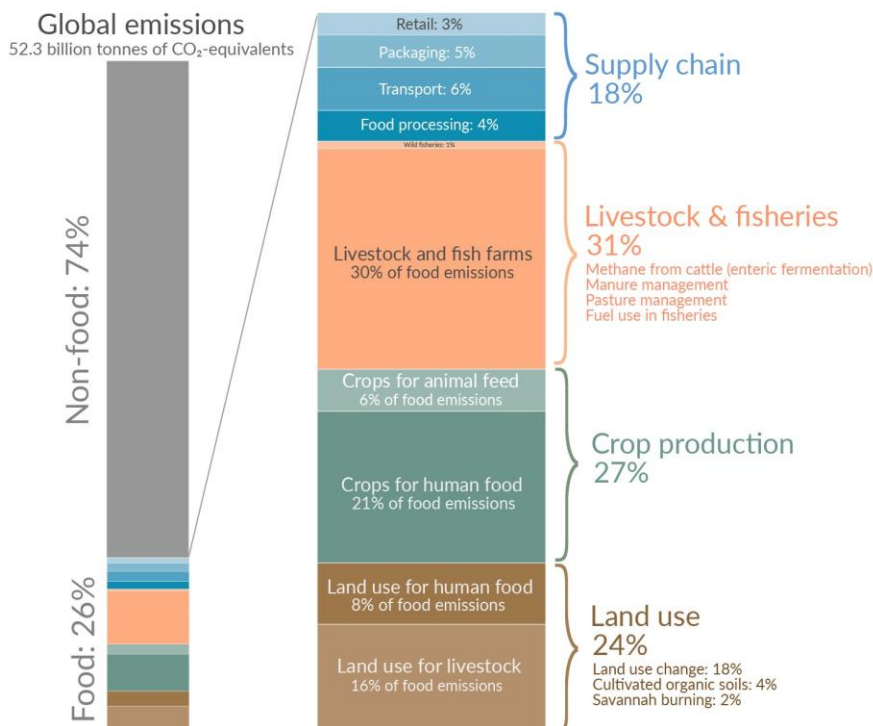 Global emissions
52.3 billion tonnes of CO₂-equivalents
Non-food: 74%
Food: 26%
Retail: 3%
Packaging: 5%
Transport: 6%
Food processing: 4%
Wild fisheries: 1%
Livestock and fish farms
30% of food emissions
Crops for animal feed
6% of food emissions
Crops for human food
21% of food emissions
Land use for human food
8% of food emissions
Land use for livestock
16% of food emissions
Supply chain
18%
Livestock & fisheries
31%
Methane from cattle (enteric fermentation)
Manure management
Pasture management
Fuel use in fisheries
Crop production
27%
Land use
24%
Land use change: 18%
Cultivated organic soils: 4%
Savannah burning: 2%